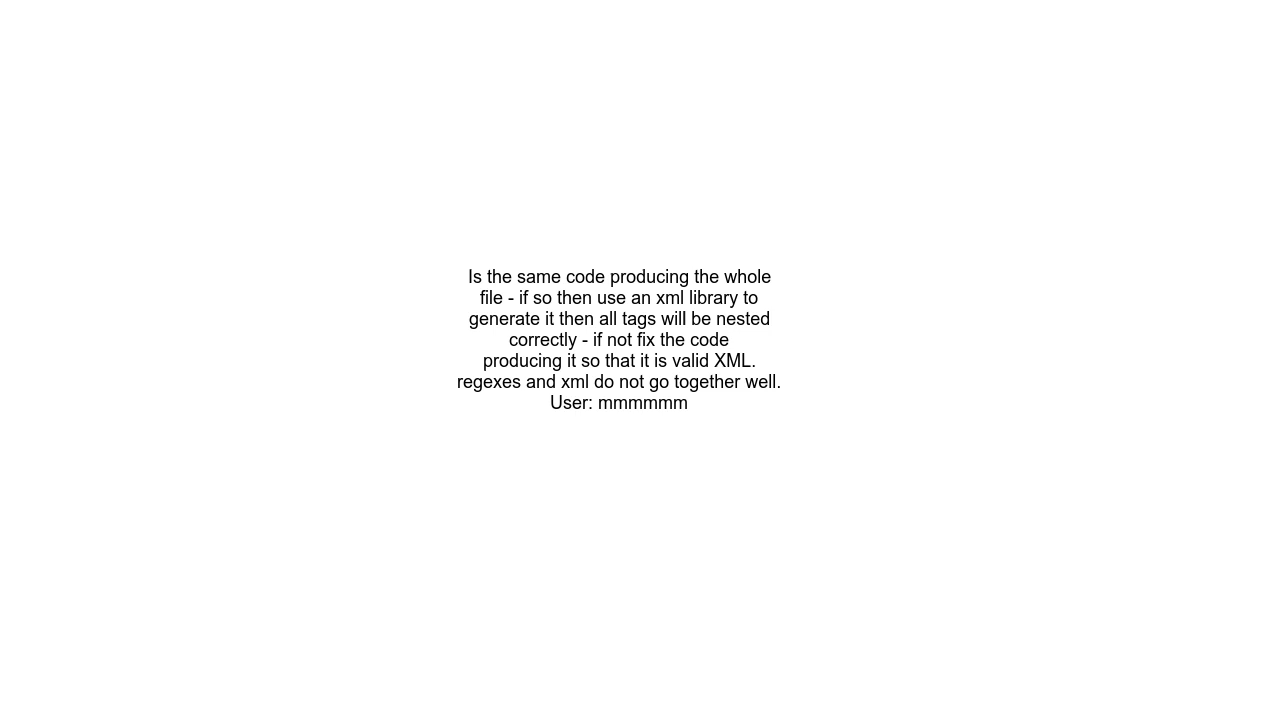 Is the same code producing the whole
file - if so then use an xml library to
generate it then all tags will be nested
correctly - if not fix the code
producing it so that it is valid XML.
regexes and xml do not go together well.
User: mmmmmm